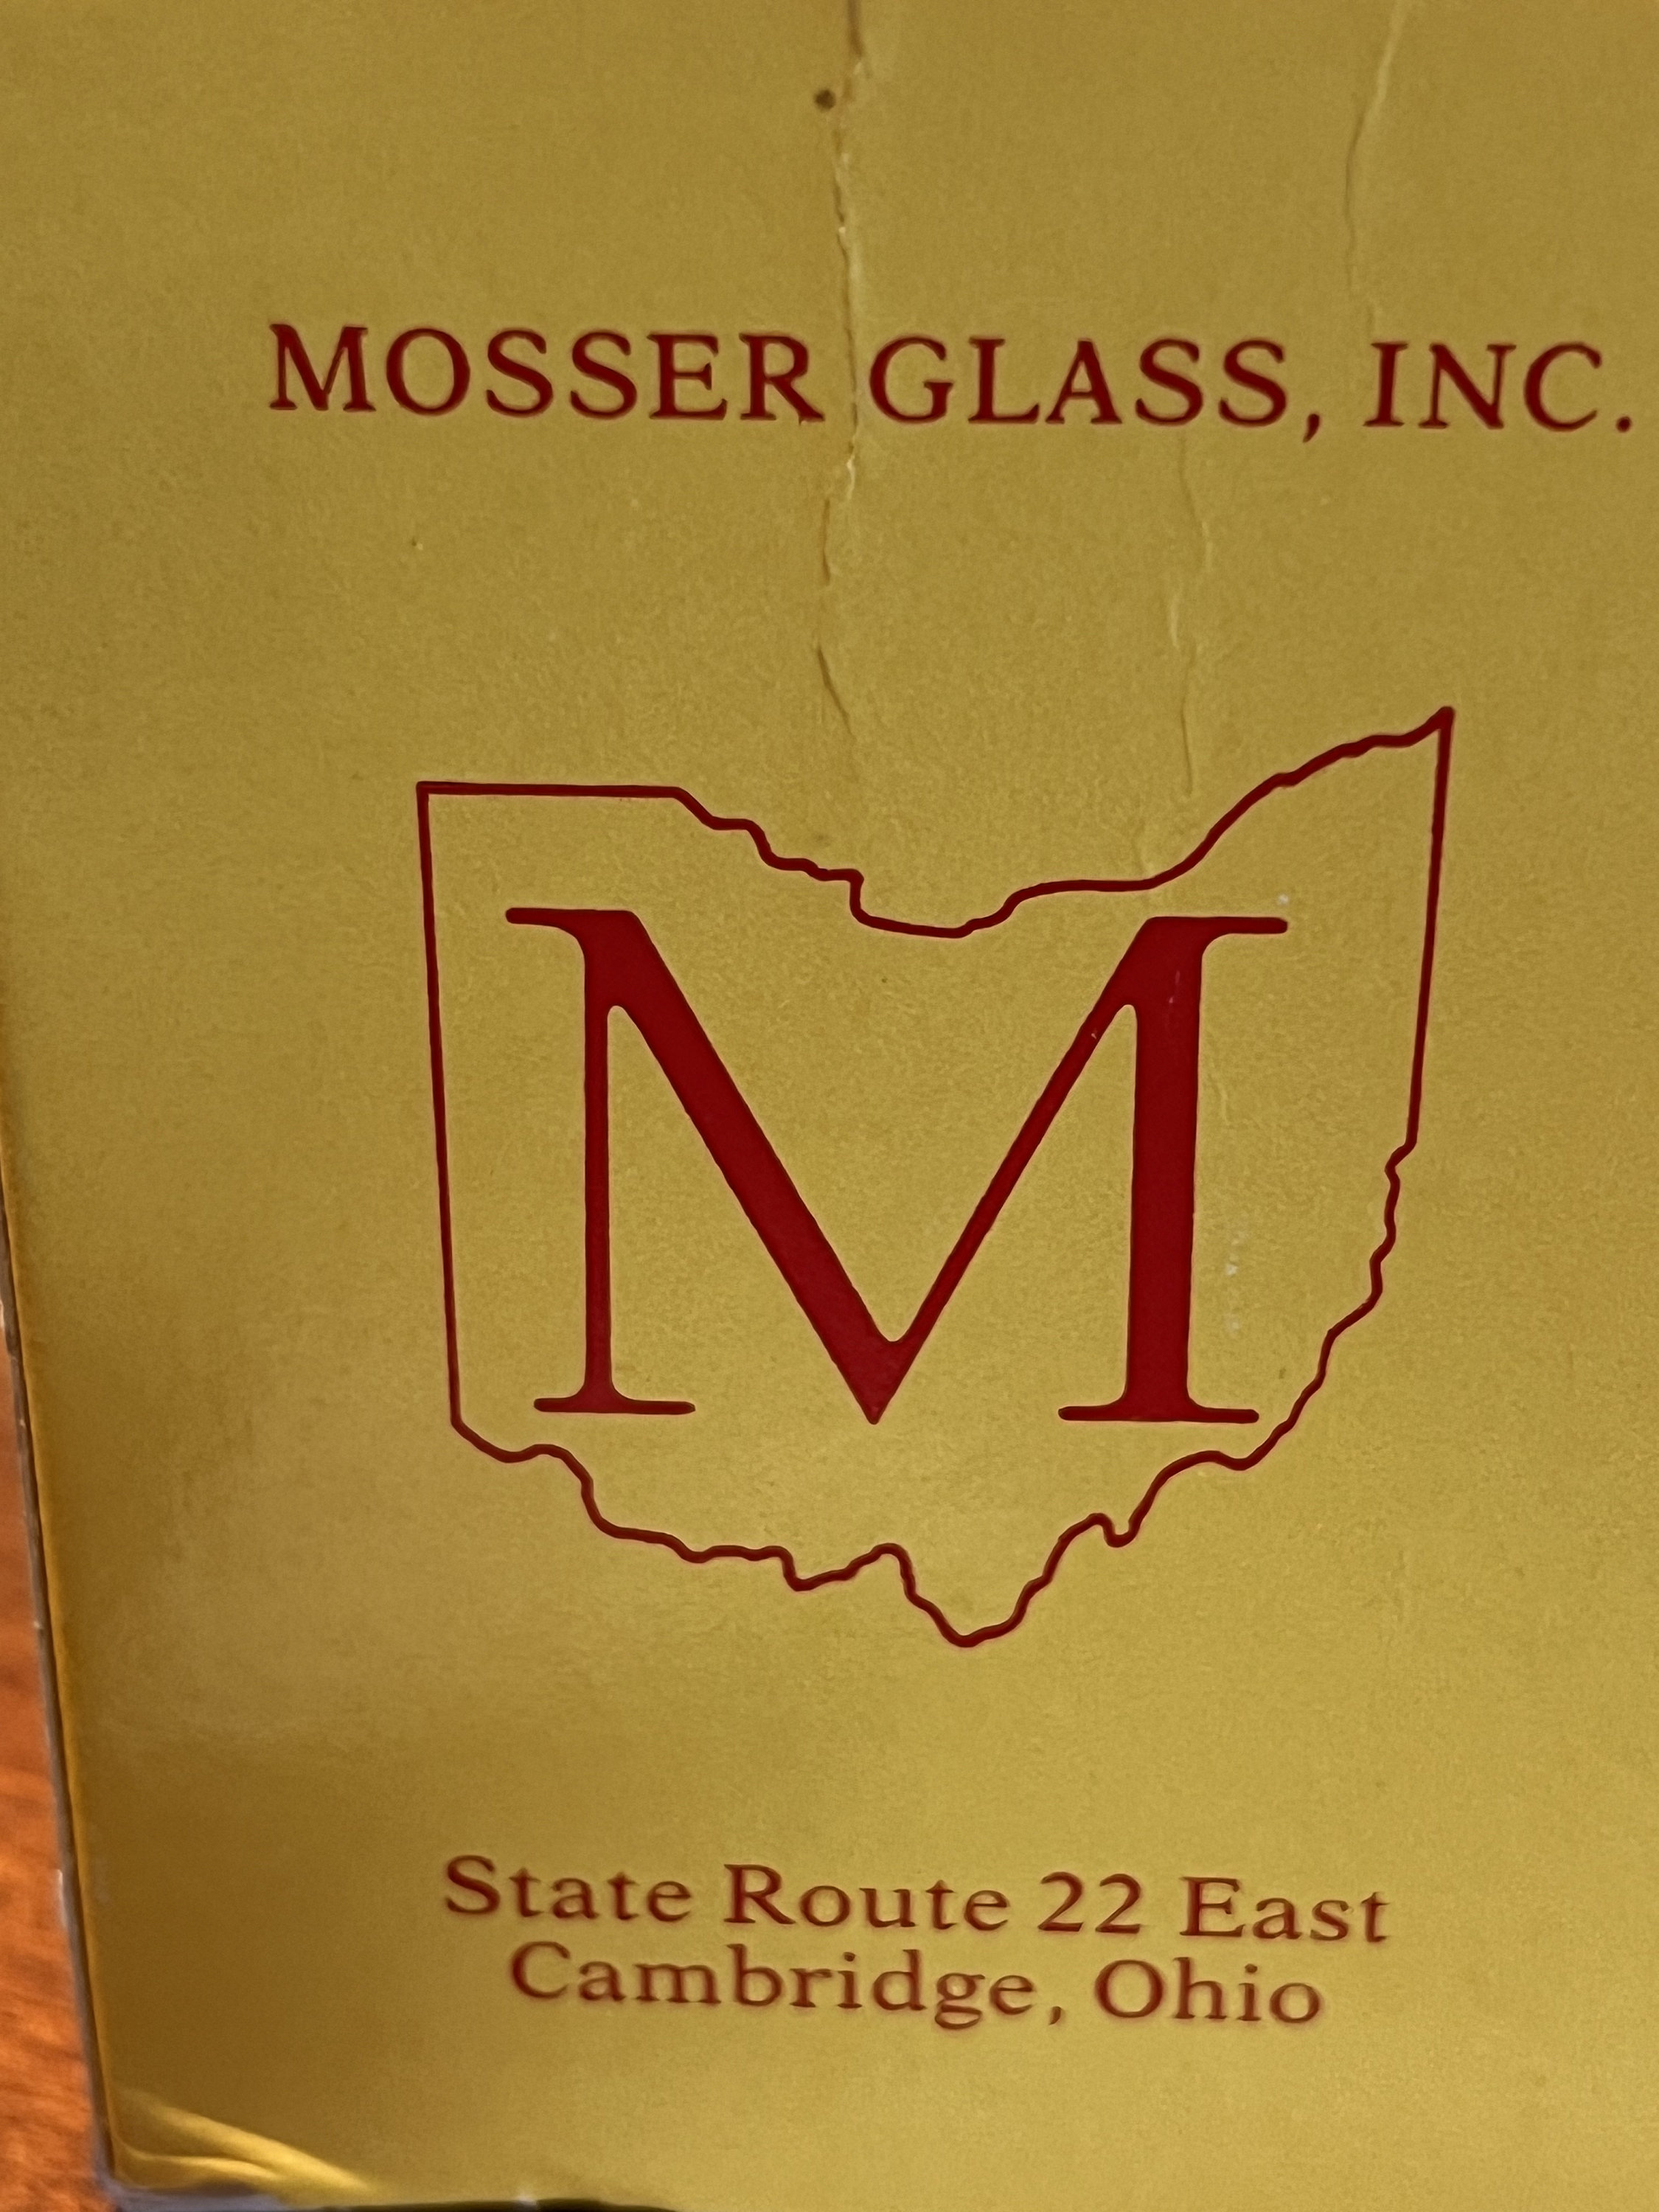 MOSSER GLASS, INC.
M
State Route 22 East
Cambridge, Ohio